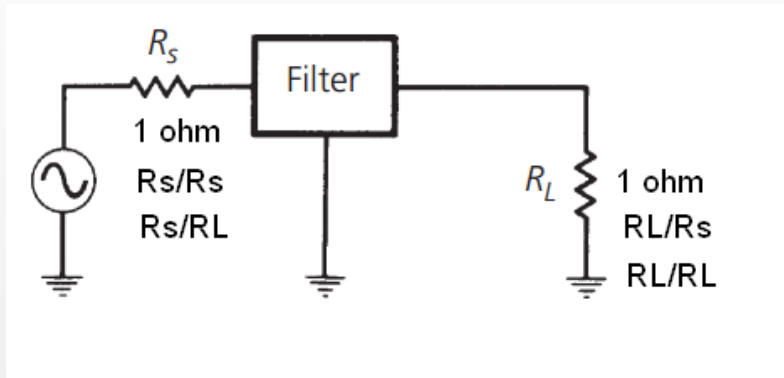 Rs
Filter
1 ohm
Rs/Rs
Rs/RL
RL
1 ohm
RL/Rs
RL/RL